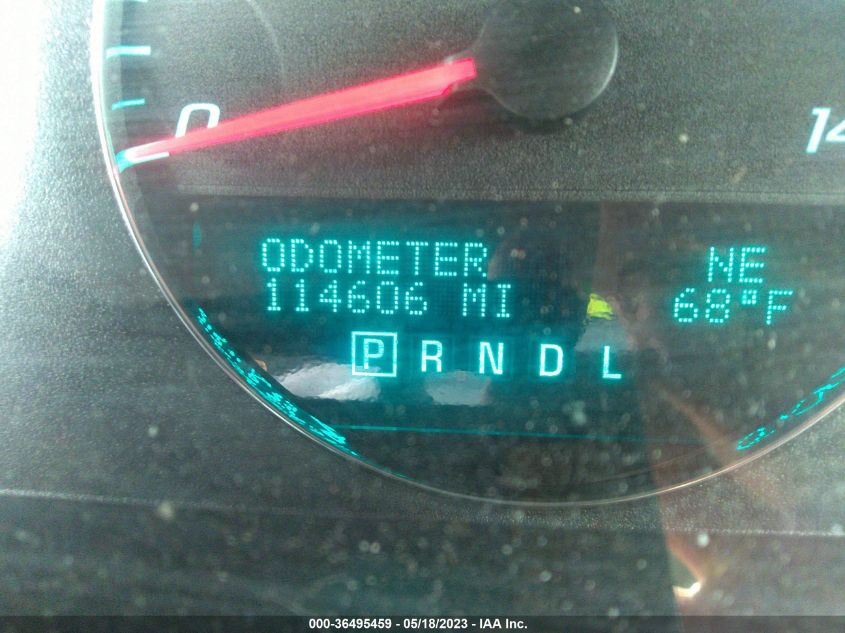 0
14
ODOMETER NE
114606 MI 68°F
P R N D L
000-36495459 - 05/18/2023 - IAA Inc.